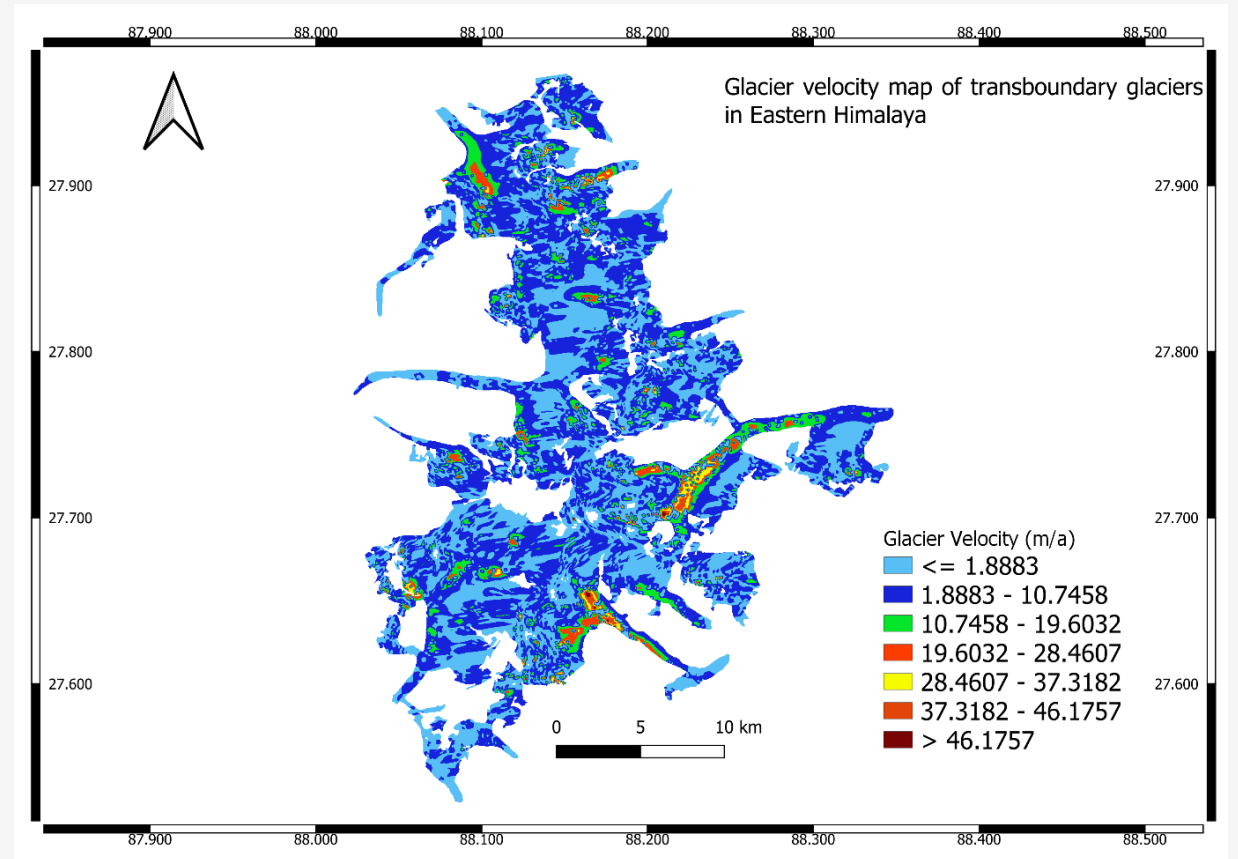 87.900 88.000 88.100 88.200 88.300 88.400 88.500
Glacier velocity map of transboundary glaciers
in Eastern Himalaya
27.900 27.900
27.800 27.800
27.700 27.700
Glacier Velocity (m/a)
<= 1.8883
1.8883 - 10.7458
10.7458 - 19.6032
19.6032 - 28.4607
28.4607 - 37.3182
37.3182 - 46.1757
> 46.1757
27.600 27.600
0 5 10 km
87.900 88.000 88.100 88.200 88.300 88.400 88.500